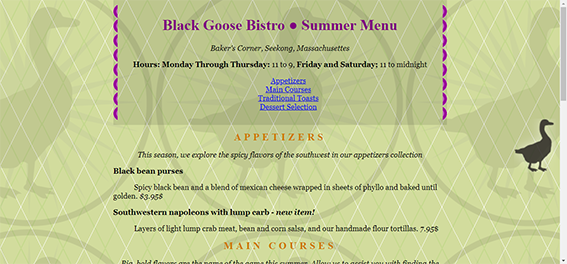 Black Goose Bistro ● Summer Menu
Baker's Corner, Seekong, Massachusettes
Hours: Monday Through Thursday: 11 to 9, Friday and Saturday; 11 to midnight
Appetizers
Main Courses
Traditional Toasts
Dessert Selection
APPETIZERS
This season, we explore the spicy flavors of the southwest in our appetizers collection
Black bean purses
Spicy black bean and a blend of mexican cheese wrapped in sheets of phyllo and baked until
golden. $3.95$
Southwestern napoleons with lump carb - new item!
Layers of light lump crab meat, bean and corn salsa, and our handmade flour tortillas. 7.95$
MAIN COURSES
Big, bold flavors are the name of the game this summer. Allow us to assist you with finding the